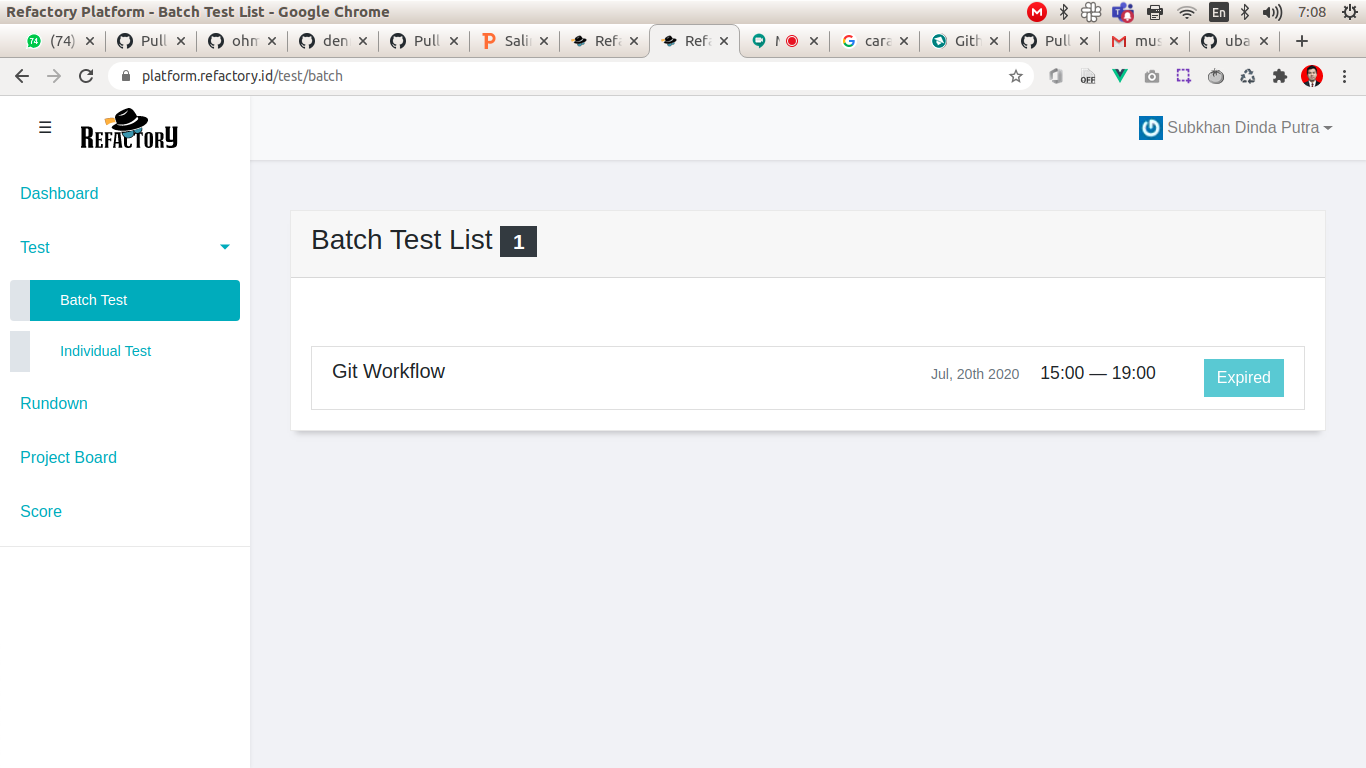 Refactory Platform - Batch Test List - Google Chrome
En
7:08
74
(74)
Pull
ohm
den
Pull
Sali
Refa
Refa
cara
Gith
Pull
mus
uba
platform.refactory.id/test/batch
OFF
☰
REFACTORY
Subkhan Dinda Putra
Dashboard
Test
Batch Test
Individual Test
Rundown
Project Board
Score
Batch Test List 1
Git Workflow
Jul, 20th 2020
15:00 — 19:00
Expired